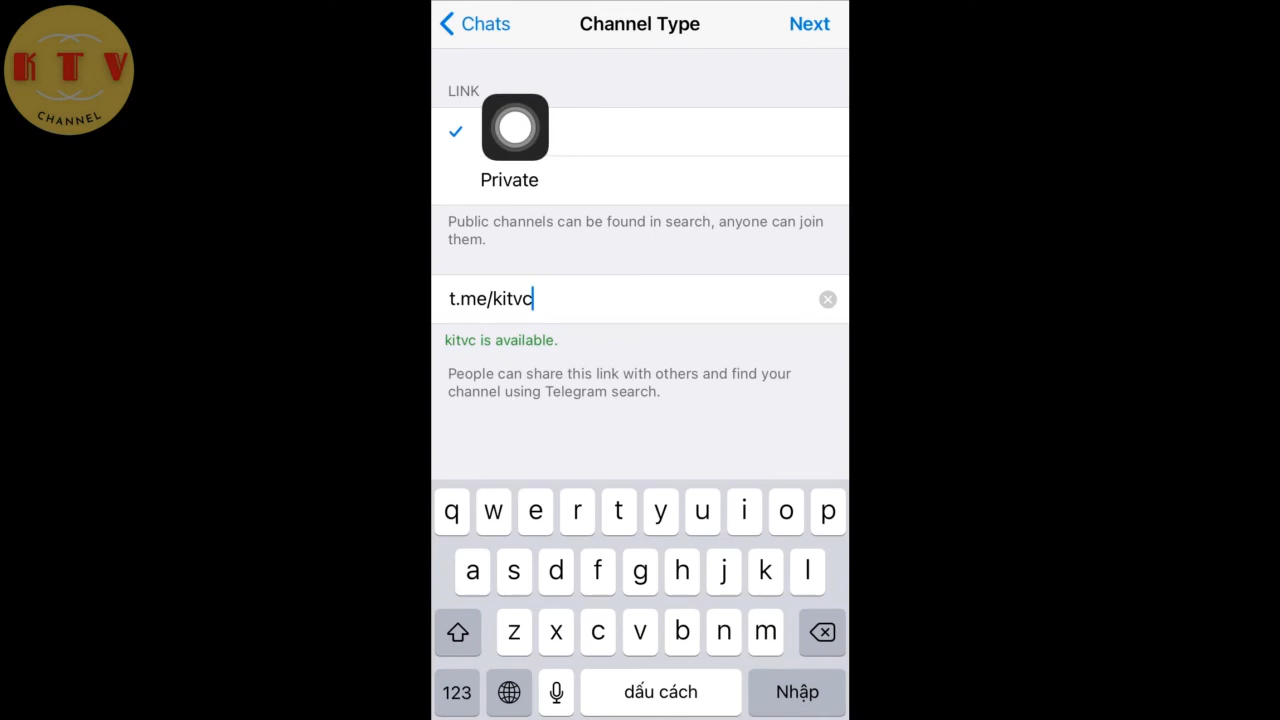 K T V
CHANNEL
Chats
Channel Type
Next
LINK
Private
Public channels can be found in search, anyone can join
them.
t.me/kitvc
kitvc is available.
People can share this link with others and find your
channel using Telegram search.
q w e r t y u i o p
a s d f g h j k l
z x c v b n m
123
dấu cách
Nhập